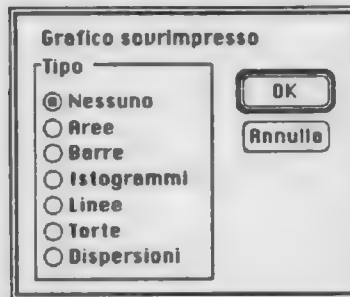 Grafico sovrimpresso
Tipo
Nessuno
Aree
Barre
Istogrammi
Linee
Torte
Dispersioni
OK
Annulla